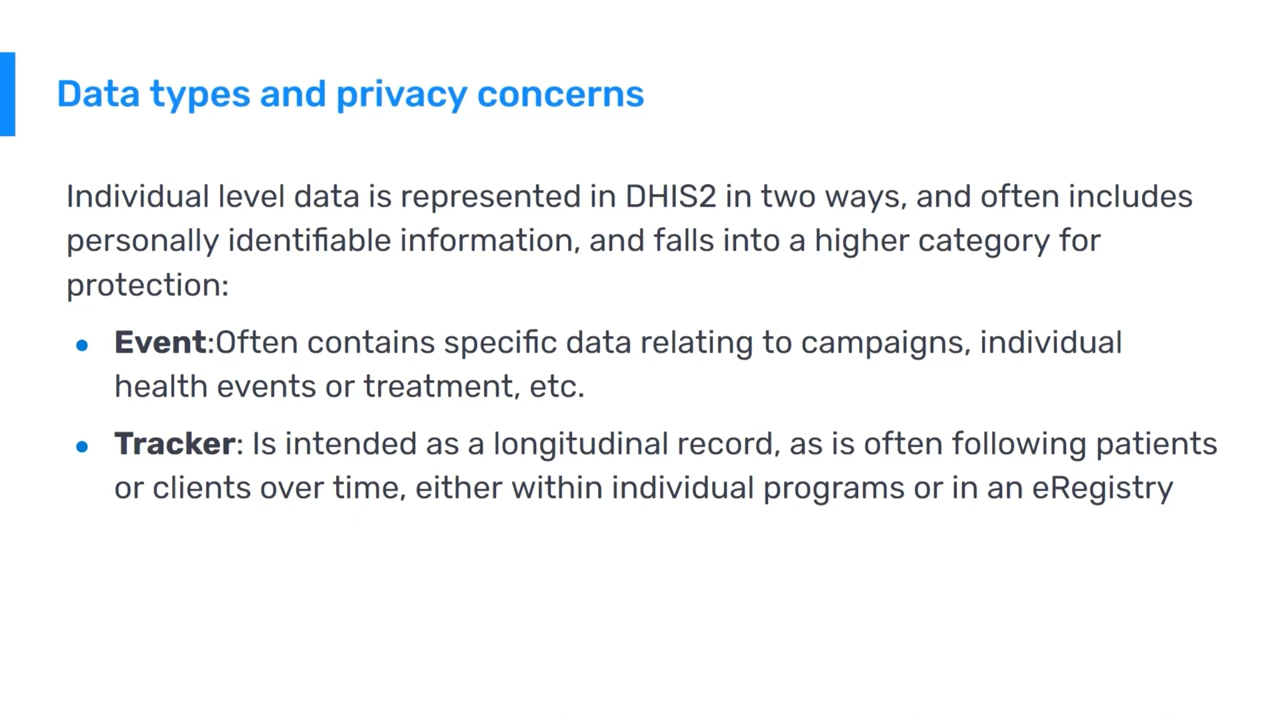 Data types and privacy concerns
Individual level data is represented in DHIS2 in two ways, and often includes
personally identifiable information, and falls into a higher category for
protection:
• Event:Often contains specific data relating to campaigns, individual
health events or treatment, etc.
• Tracker: Is intended as a longitudinal record, as is often following patients
or clients over time, either within individual programs or in an eRegistry